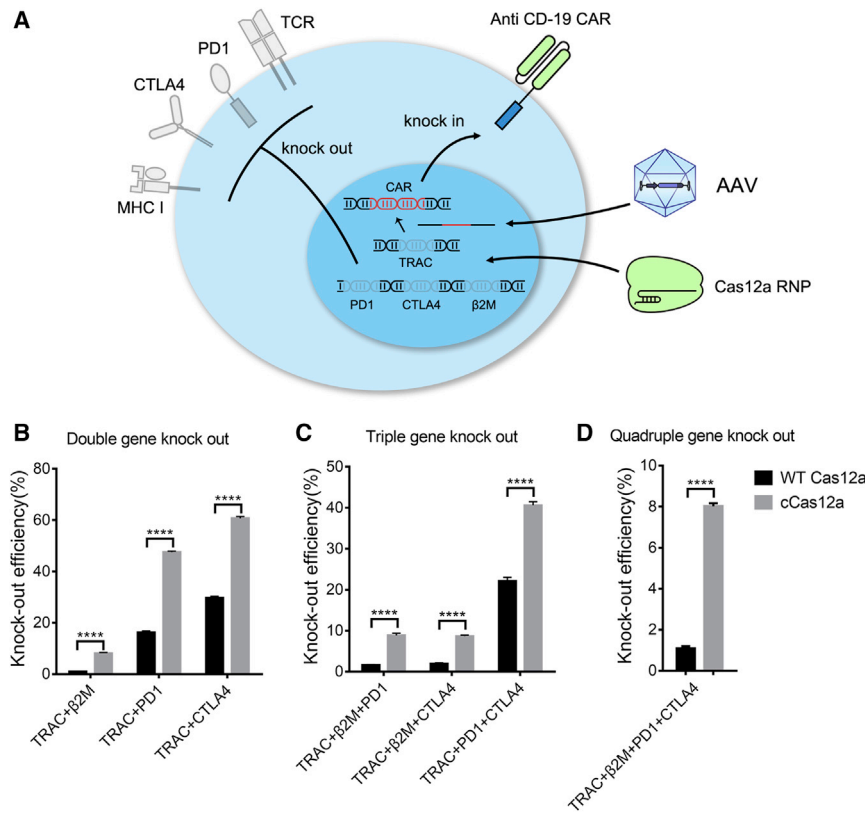 A
TCR
PD1
CTLA4
MHC I
Anti CD-19 CAR
knock in
knock out
CAR
TRAC
PD1 CTLA4 β2M
AAV
Cas12a RNP
B
Double gene knock out
Knock-out efficiency(%)
80
60
40
20
0
****
****
****
TRAC+β2M
TRAC+PD1
TRAC+CTLA4
C
Triple gene knock out
Knock-out efficiency(%)
50
40
30
20
10
0
****
****
****
TRAC+β2M+PD1
TRAC+β2M+CTLA4
TRAC+PD1+CTLA4
D
Quadruple gene knock out
Knock-out efficiency(%)
10
8
6
4
2
0
****
TRAC+β2M+PD1+CTLA4
WT Cas12a
cCas12a